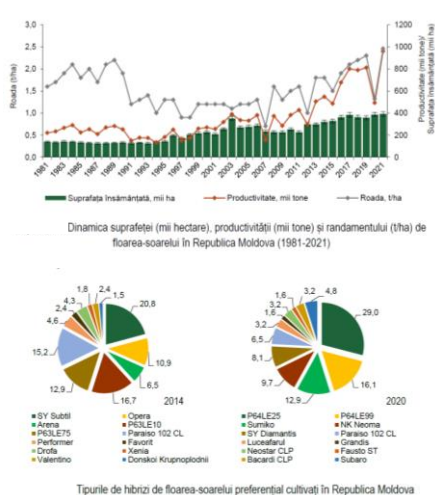 3,0
2,5
2,0
1,5
1,0
0,5
0,0
Roada (t/ha)
1200
1000
800
600
400
200
0
Productivitate (mii tone)/
Suprafața însămânțată (mii ha)
1981
1983
1985
1987
1989
1991
1993
1995
1997
1999
2001
2003
2005
2007
2009
2011
2013
2015
2017
2019
2021
Suprafața însămânțată, mii ha
Productivitate, mii tone
Roada, t/ha
Dinamica suprafeței (mii hectare), productivității (mii tone) și randamentului (t/ha) de
floarea-soarelui în Republica Moldova (1981-2021)
1,8
2,4
1,5
4,3
2,4
4,6
15,2
12,9
16,7
6,5
10,9
20,8
2014
1,6
3,2
4,8
3,2
1,6
3,2
6,5
8,1
9,7
12,9
16,1
29,0
2020
SY Subtil
Opera
Arena
P63LE10
P63LE75
Paraiso 102 CL
Performer
Favorit
Drofa
Xenia
Valentino
Donskoi Krupnoplodnii
P64LE25
P64LE99
Sumiko
NK Neoma
SY Diamantis
Paraiso 102 CL
Luceafarul
Grandis
Neostar CLP
Fausto ST
Bacardi CLP
Subaro
Tipurile de hibrizi de floarea-soarelui preferențial cultivați în Republica Moldova